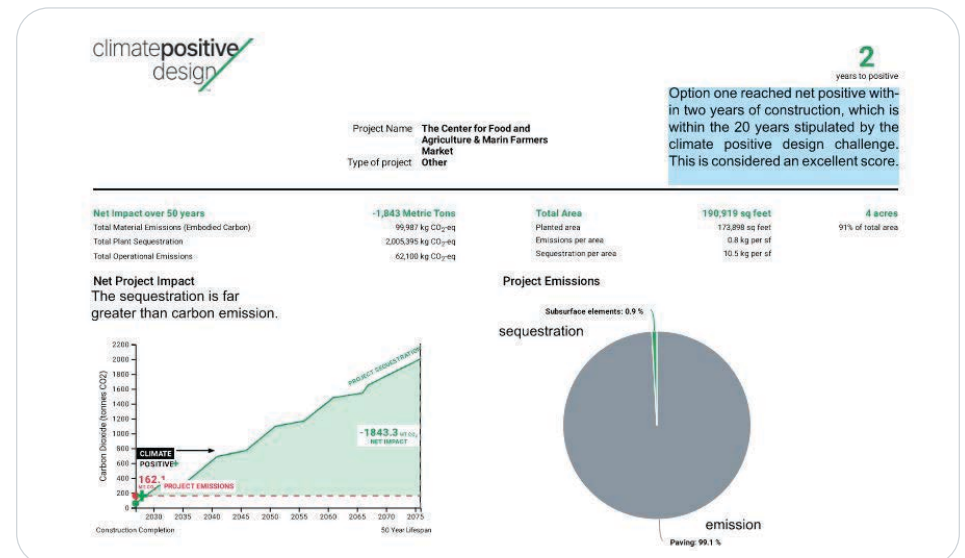 climatepositive
design
2
years to positive
Option one reached net positive with-
in two years of construction, which is
within the 20 years stipulated by the
climate positive design challenge.
This is considered an excellent score.
Project Name The Center for Food and
Agriculture & Marin Farmers
Market
Type of project Other
Net Impact over 50 years -1,843 Metric Tons
Total Material Emissions (Embodied Carbon) 99,987 kg CO2-eq
Total Plant Sequestration 2,005,395 kg CO2-eq
Total Operational Emissions 62,100 kg CO2-eq
Total Area 190,919 sq feet 4 acres
Planted area 173,898 sq feet 91% of total area
Emissions per area 0.8 kg per sf
Sequestration per area 10.5 kg per sf
Net Project Impact
The sequestration is far
greater than carbon emission.
Carbon Dioxide (tonnes CO2)
2200
2000
1800
1600
1400
1200
1000
800
600
400
200
0
PROJECT SEQUESTRATION
-1843.3 MT CO2
NET IMPACT
CLIMATE
POSITIVE
162.1
MT CO2
PROJECT EMISSIONS
2030 2035 2040 2045 2050 2055 2060 2065 2070 2075
Construction Completion 50 Year Lifespan
Project Emissions
Subsurface elements: 0.9 %
sequestration
emission
Paving: 99.1 %